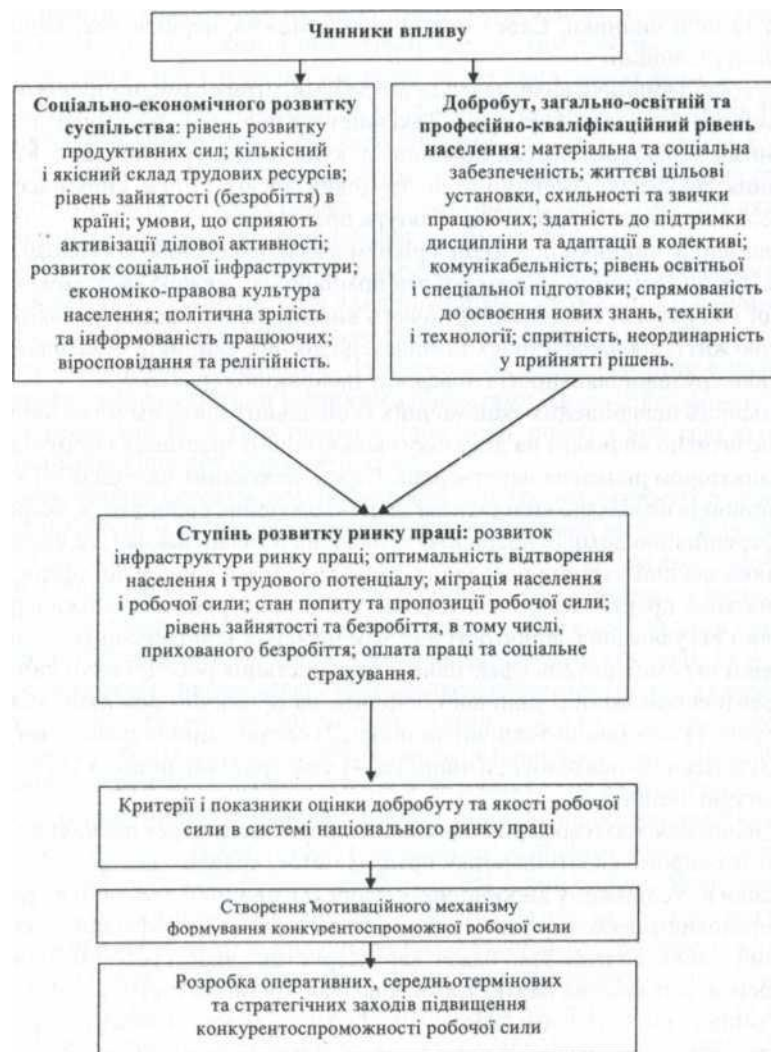 Чинники впливу
Соціально-економічного розвитку
суспільства: рівень розвитку
продуктивних сил; кількісний
і якісний склад трудових ресурсів;
рівень зайнятості (безробіття) в
країні; умови, що сприяють
активізації ділової активності;
розвиток соціальної інфраструктури;
економіко-правова культура
населення; політична зрілість
та інформованість працюючих;
віросповідання та релігійність.
Добробут, загально-освітній та
професійно-кваліфікаційний рівень
населення: матеріальна та соціальна
забезпеченість; життєві цільові
установки, схильності та звички
працюючих; здатність до підтримки
дисципліни та адаптації в колективі;
комунікабельність; рівень освітньої
і спеціальної підготовки; спрямованість
до освоєння нових знань, техніки
і технології; спритність, неординарність
у прийнятті рішень.
Ступінь розвитку ринку праці: розвиток
інфраструктури ринку праці; оптимальність відтворення
населення і трудового потенціалу; міграція населення
і робочої сили; стан попиту та пропозиції робочої сили;
рівень зайнятості та безробіття, в тому числі,
прихованого безробіття; оплата праці та соціальне
страхування.
Критерії і показники оцінки добробуту та якості робочої
сили в системі національного ринку праці
Створення мотиваційного механізму
формування конкурентоспроможної робочої сили
Розробка оперативних, середньотермінових
та стратегічних заходів підвищення
конкурентоспроможності робочої сили